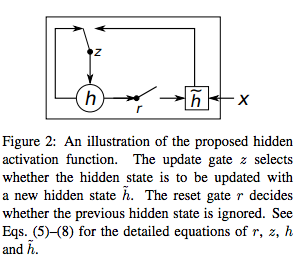 z
h
r
h̃
X
Figure 2: An illustration of the proposed hidden
activation function. The update gate z selects
whether the hidden state is to be updated with
a new hidden state h̃. The reset gate r decides
whether the previous hidden state is ignored. See
Eqs. (5)–(8) for the detailed equations of r, z, h
and h̃.